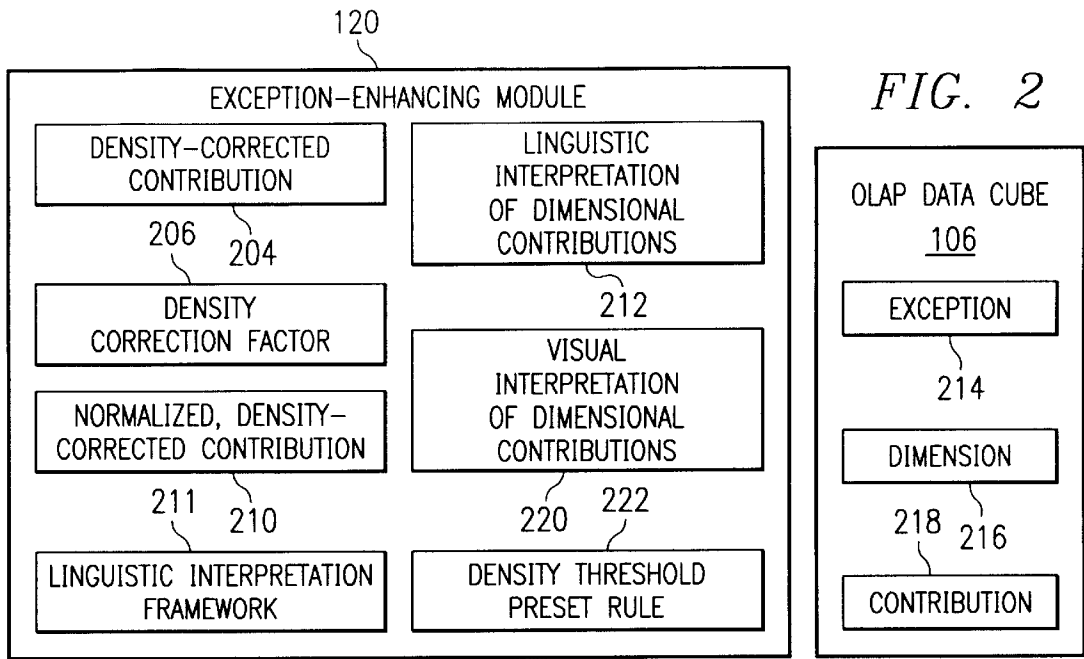 120
EXCEPTION-ENHANCING MODULE
DENSITY-CORRECTED
CONTRIBUTION
206
204
DENSITY
CORRECTION FACTOR
NORMALIZED, DENSITY-
CORRECTED CONTRIBUTION
211
210
LINGUISTIC INTERPRETATION
FRAMEWORK
LINGUISTIC
INTERPRETATION
OF DIMENSIONAL
CONTRIBUTIONS
212
VISUAL
INTERPRETATION
OF DIMENSIONAL
CONTRIBUTIONS
220
222
DENSITY THRESHOLD
PRESET RULE
FIG. 2
OLAP DATA CUBE
106
EXCEPTION
214
DIMENSION
218
216
CONTRIBUTION